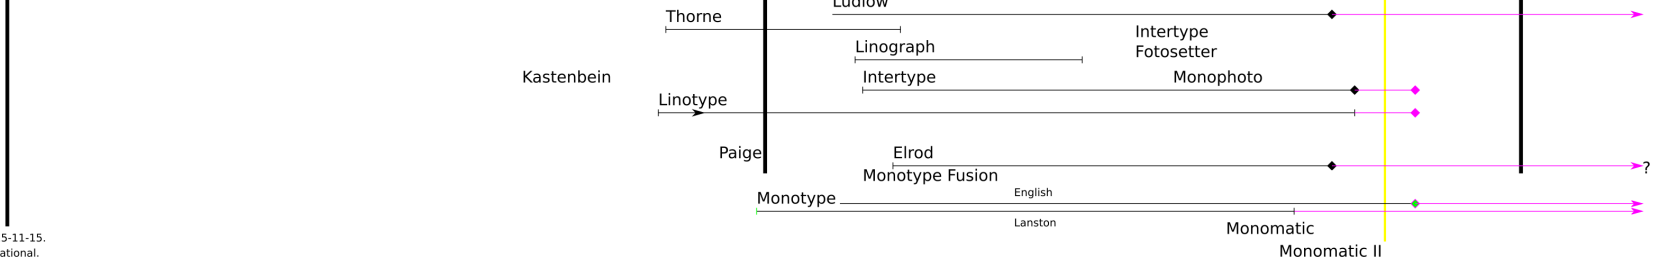 Ludlow
Thorne
Intertype
Fotosetter
Linograph
Kastenbein
Intertype
Monophoto
Linotype
Paige
Elrod
?
Monotype Fusion
English
Monotype
Lanston
Monomatic
5-11-15.
ational.
Monomatic II